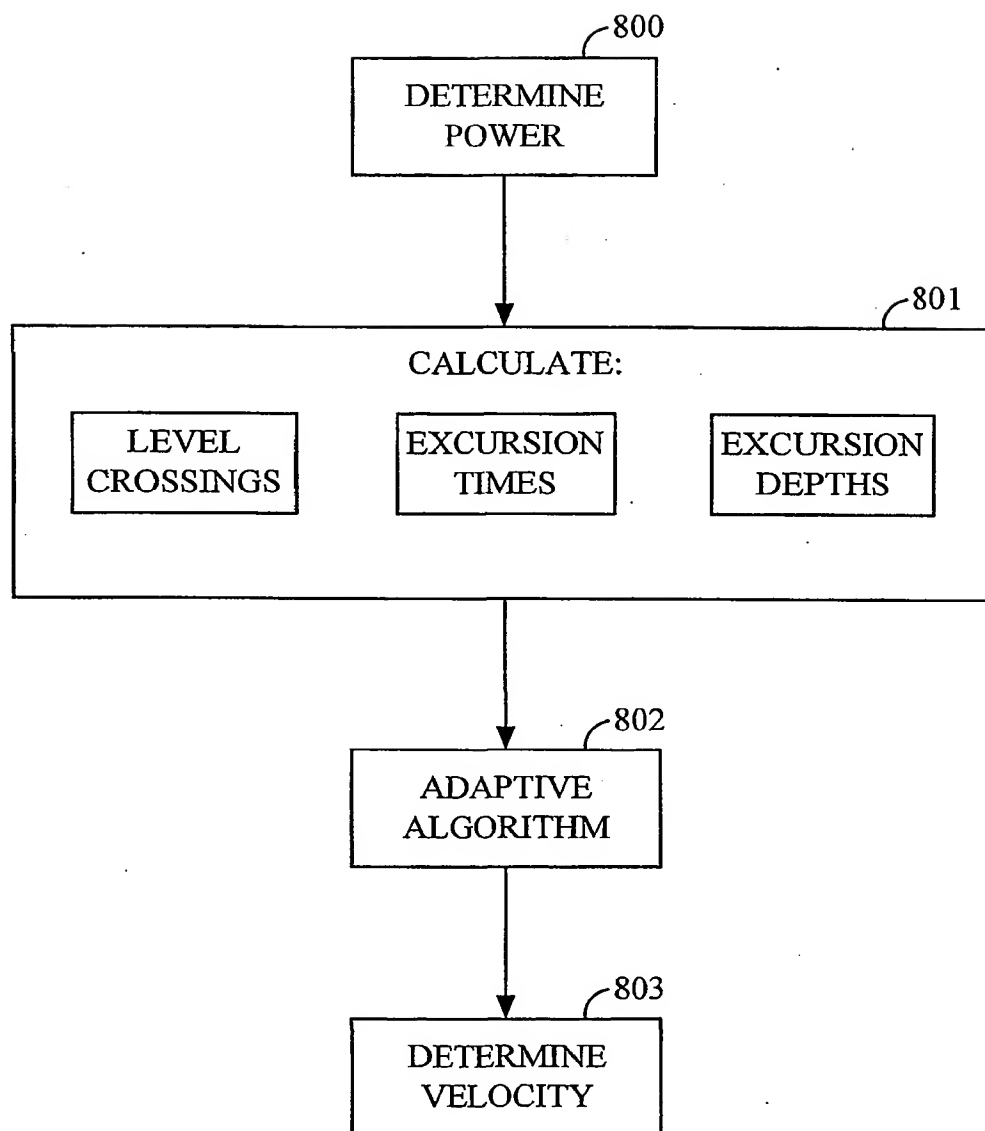 800
DETERMINE
POWER
801
CALCULATE:
LEVEL
CROSSINGS
EXCURSION
TIMES
EXCURSION
DEPTHS
802
ADAPTIVE
ALGORITHM
803
DETERMINE
VELOCITY